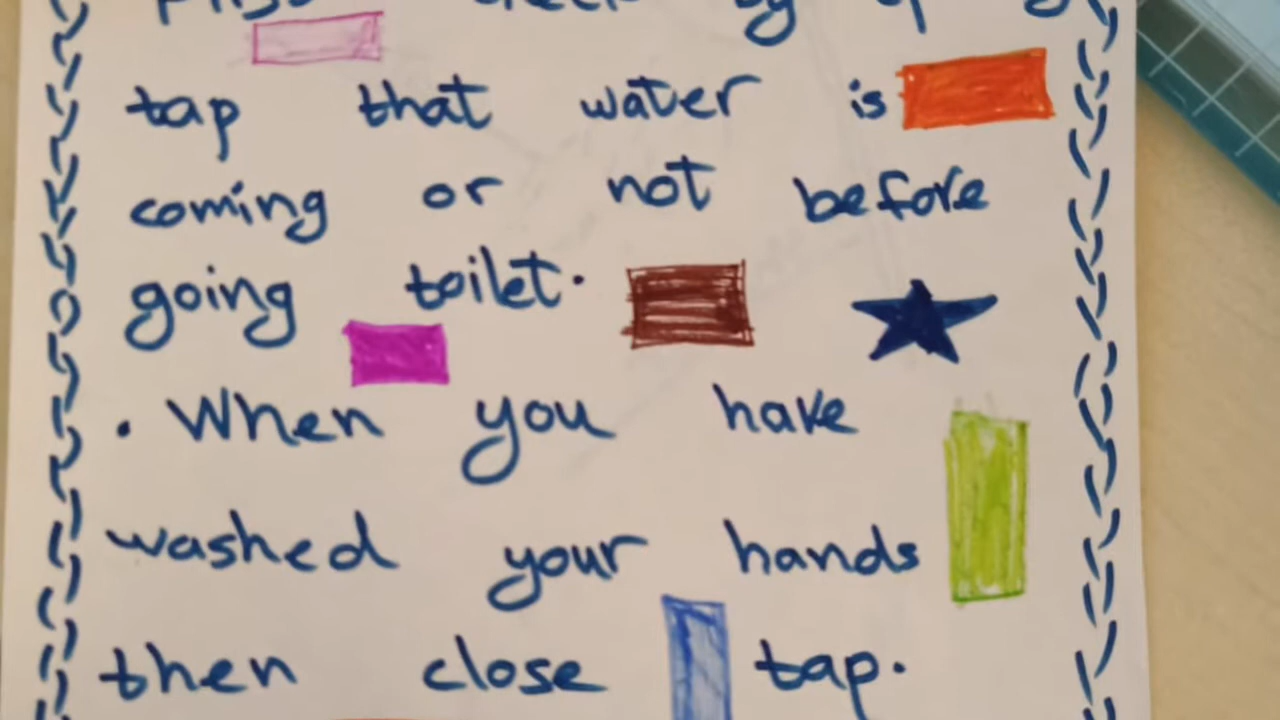 tap that water is
coming or not before
going toilet.
. When you have
washed your hands
then close tap.